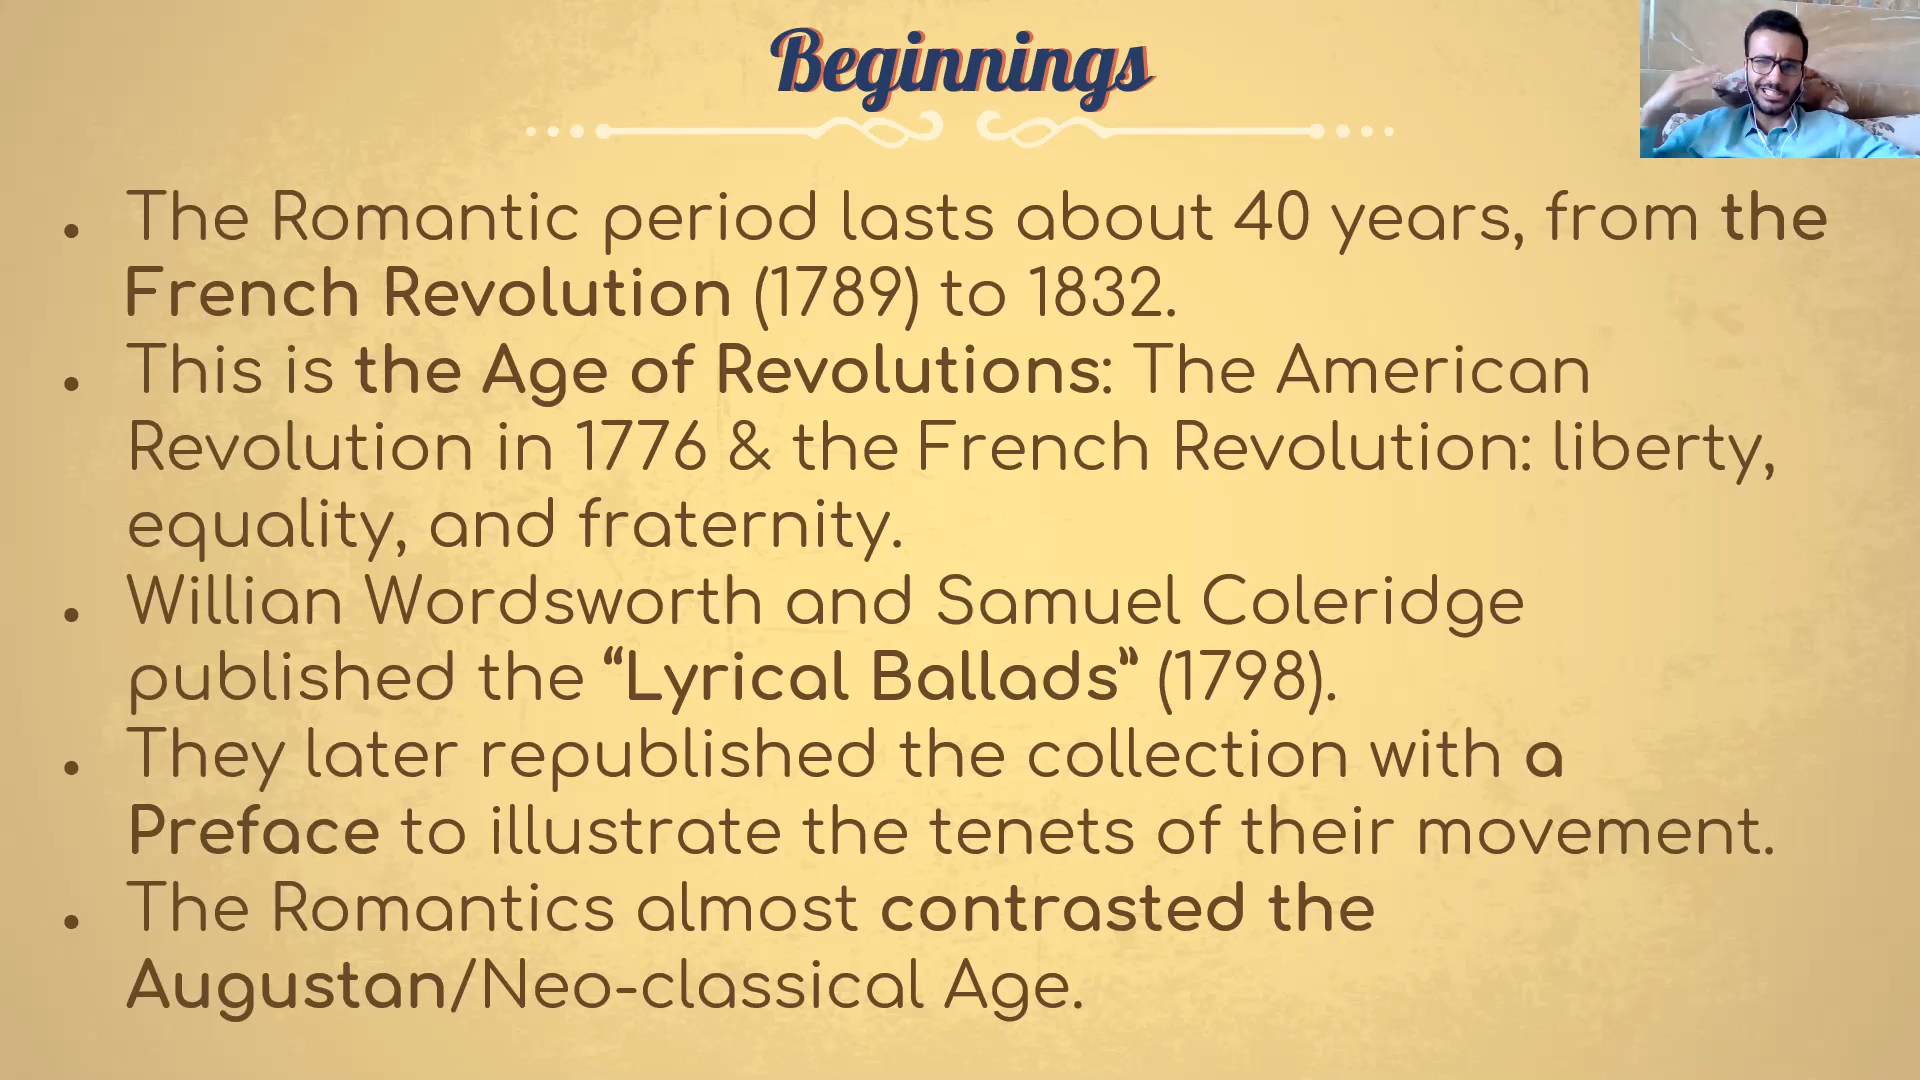 Beginnings
• The Romantic period lasts about 40 years, from the
French Revolution (1789) to 1832.
• This is the Age of Revolutions: The American
Revolution in 1776 & the French Revolution: liberty,
equality, and fraternity.
• Willian Wordsworth and Samuel Coleridge
published the “Lyrical Ballads” (1798).
• They later republished the collection with a
Preface to illustrate the tenets of their movement.
• The Romantics almost contrasted the
Augustan/Neo-classical Age.